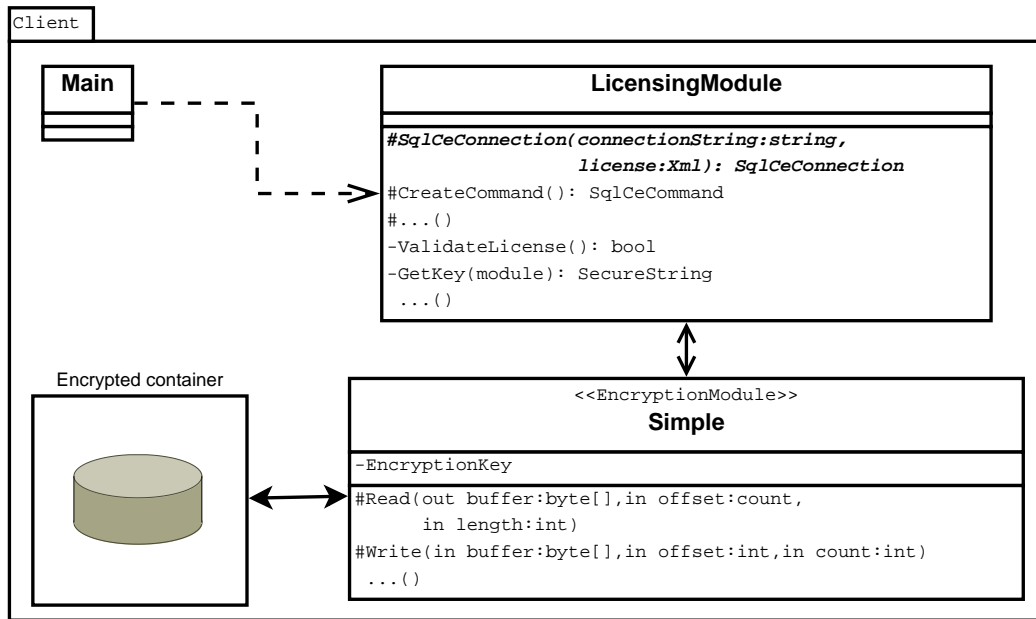 Client
Main
LicensingModule
#SqlCeConnection(connectionString:string,
license:Xml): SqlCeConnection
#CreateCommand(): SqlCeCommand
#...()
-ValidateLicense(): bool
-GetKey(module): SecureString
...()
Encrypted container
<<EncryptionModule>>
Simple
-EncryptionKey
#Read(out buffer:byte[],in offset:count,
in length:int)
#Write(in buffer:byte[],in offset:int,in count:int)
...()